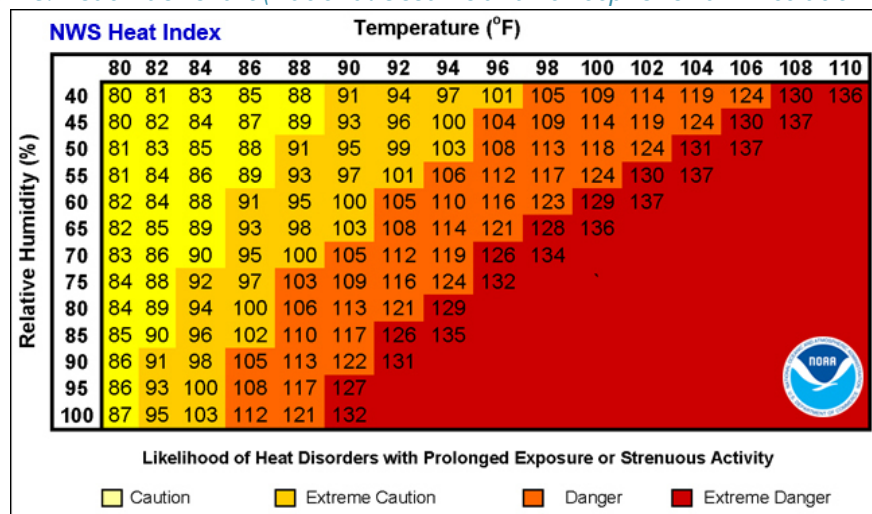 NWS Heat Index
Temperature (°F)
80 82 84 86 88 90 92 94 96 98 100 102 104 106 108 110
Relative Humidity (%)
40 80 81 83 85 88 91 94 97 101 105 109 114 119 124 130 136
45 80 82 84 87 89 93 96 100 104 109 114 119 124 130 137
50 81 83 85 88 91 95 99 103 108 113 118 124 131 137
55 81 84 86 89 93 97 101 106 112 117 124 130 137
60 82 84 88 91 95 100 105 110 116 123 129 137
65 82 85 89 93 98 103 108 114 121 128 136
70 83 86 90 95 100 105 112 119 126 134
75 84 88 92 97 103 109 116 124 132
80 84 89 94 100 106 113 121 129
85 85 90 96 102 110 117 126 135
90 86 91 98 105 113 122 131
95 86 93 100 108 117 127
100 87 95 103 112 121 132
NOAA
Likelihood of Heat Disorders with Prolonged Exposure or Strenuous Activity
Caution
Extreme Caution
Danger
Extreme Danger